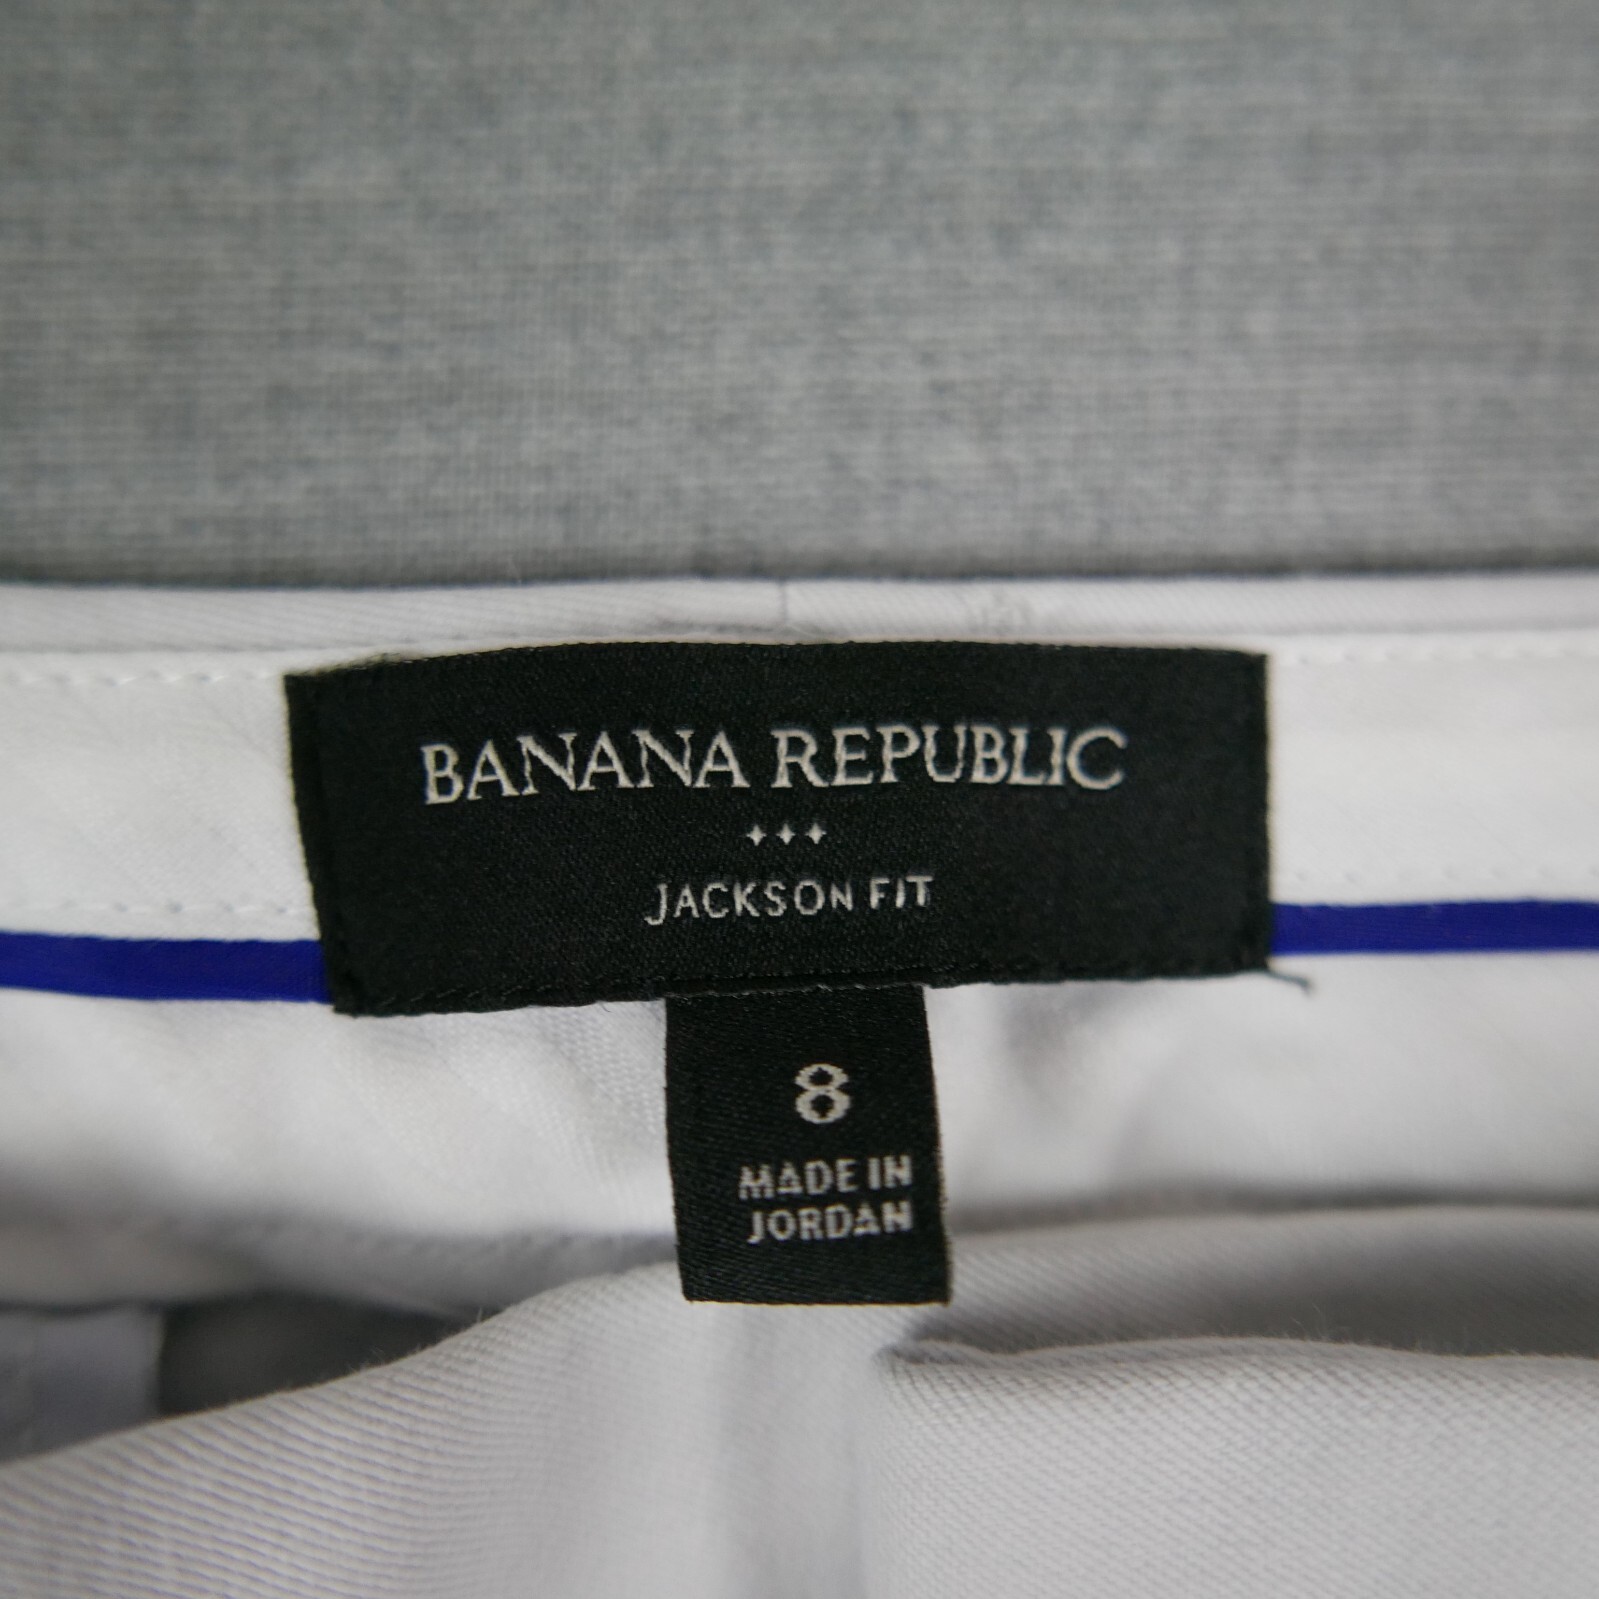 BANANA REPUBLIC
JACKSON FIT
8
MADE IN
JORDAN